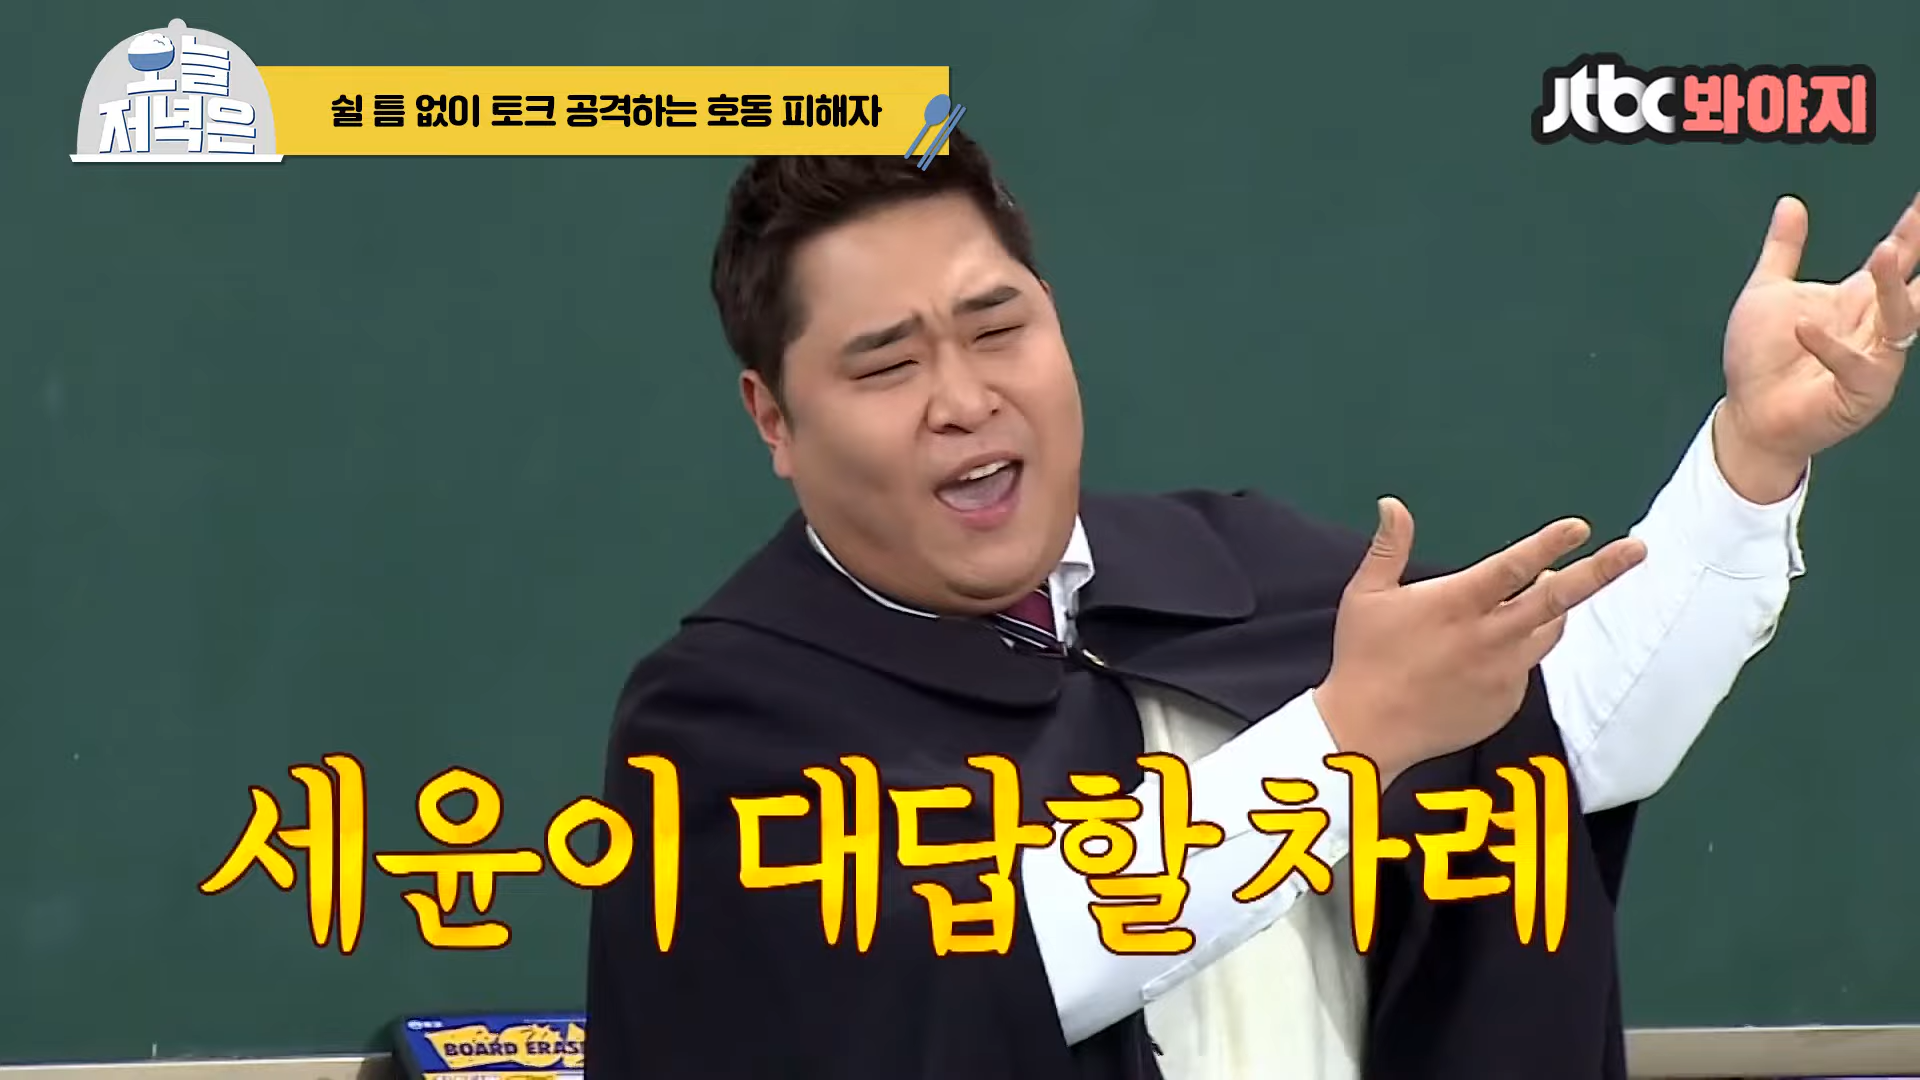 오늘
저녁은
쉴 틈 없이 토크 공격하는 호동 피해자
jtbc 봐야지
세윤이 대답할 차례
BOARD ERAS